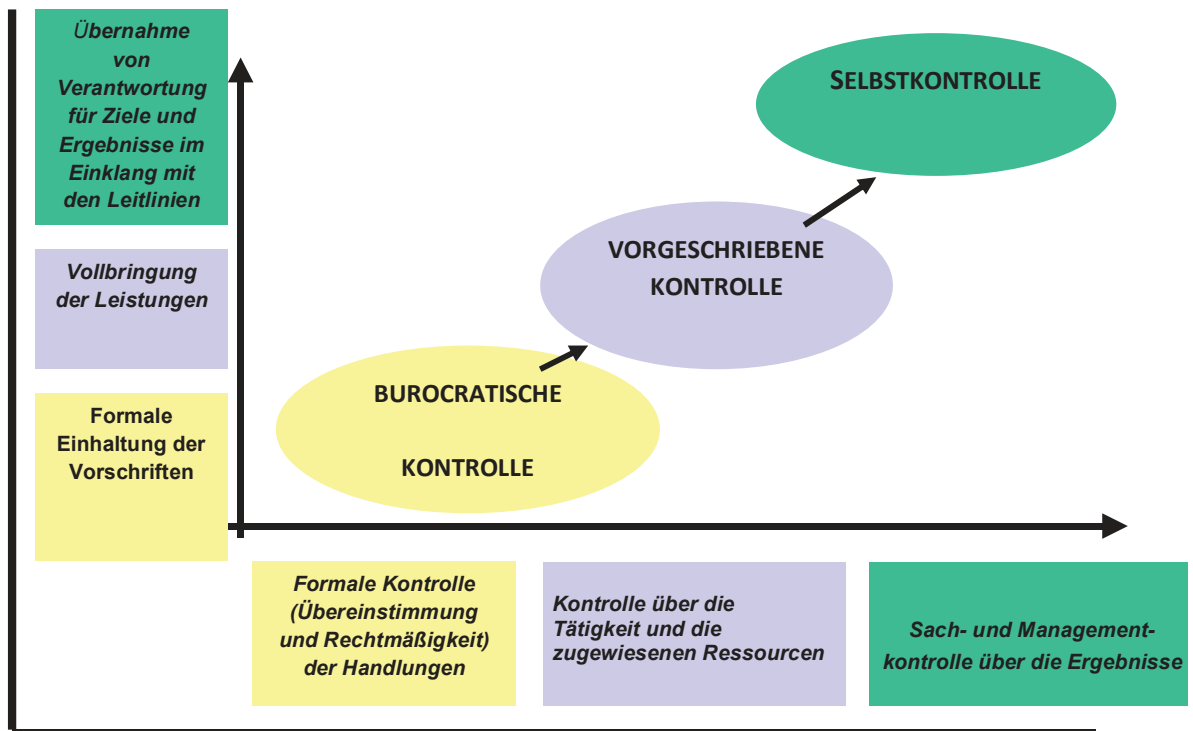 Übernahme
von
Verantwortung
für Ziele und
Ergebnisse im
Einklang mit
den Leitlinien
SELBSTKONTROLLE
Vollbringung
der Leistungen
VORGESCHRIEBENE
KONTROLLE
Formale
Einhaltung der
Vorschriften
BUROCRATISCHE
KONTROLLE
Formale Kontrolle
(Übereinstimmung
und Rechtmäßigkeit)
der Handlungen
Kontrolle über die
Tätigkeit und die
zugewiesenen Ressourcen
Sach- und Management-
kontrolle über die Ergebnisse